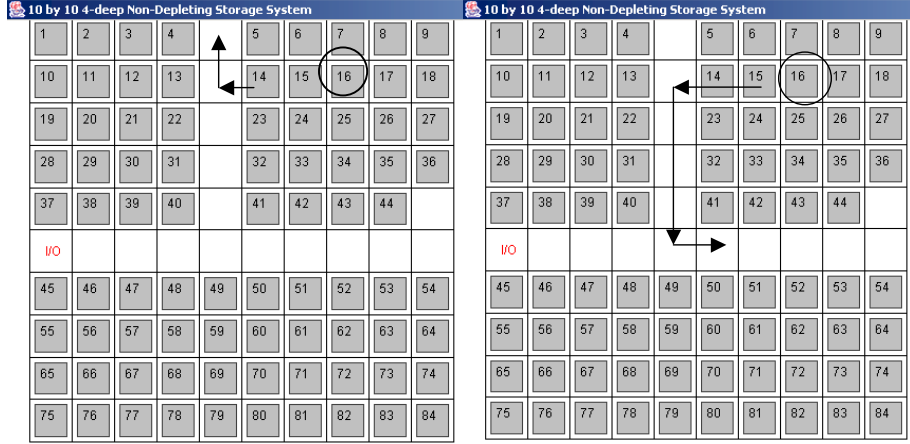 10 by 10 4-deep Non-Depleting Storage System
1 2 3 4 5 6 7 8 9
10 11 12 13 14 15 16 17 18
19 20 21 22 23 24 25 26 27
28 29 30 31 32 33 34 35 36
37 38 39 40 41 42 43 44
I/O
45 46 47 48 49 50 51 52 53 54
55 56 57 58 59 60 61 62 63 64
65 66 67 68 69 70 71 72 73 74
75 76 77 78 79 80 81 82 83 84
10 by 10 4-deep Non-Depleting Storage System
1 2 3 4 5 6 7 8 9
10 11 12 13 14 15 16 17 18
19 20 21 22 23 24 25 26 27
28 29 30 31 32 33 34 35 36
37 38 39 40 41 42 43 44
I/O
45 46 47 48 49 50 51 52 53 54
55 56 57 58 59 60 61 62 63 64
65 66 67 68 69 70 71 72 73 74
75 76 77 78 79 80 81 82 83 84